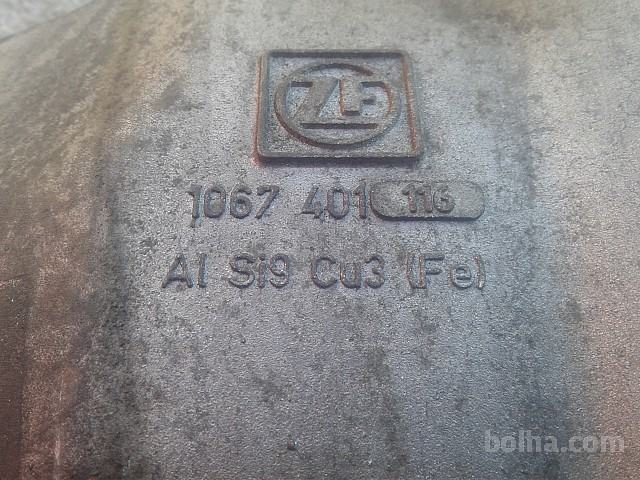 ZF
1067 401 116
Al Si9 Cu3 (Fe)
bolha.com